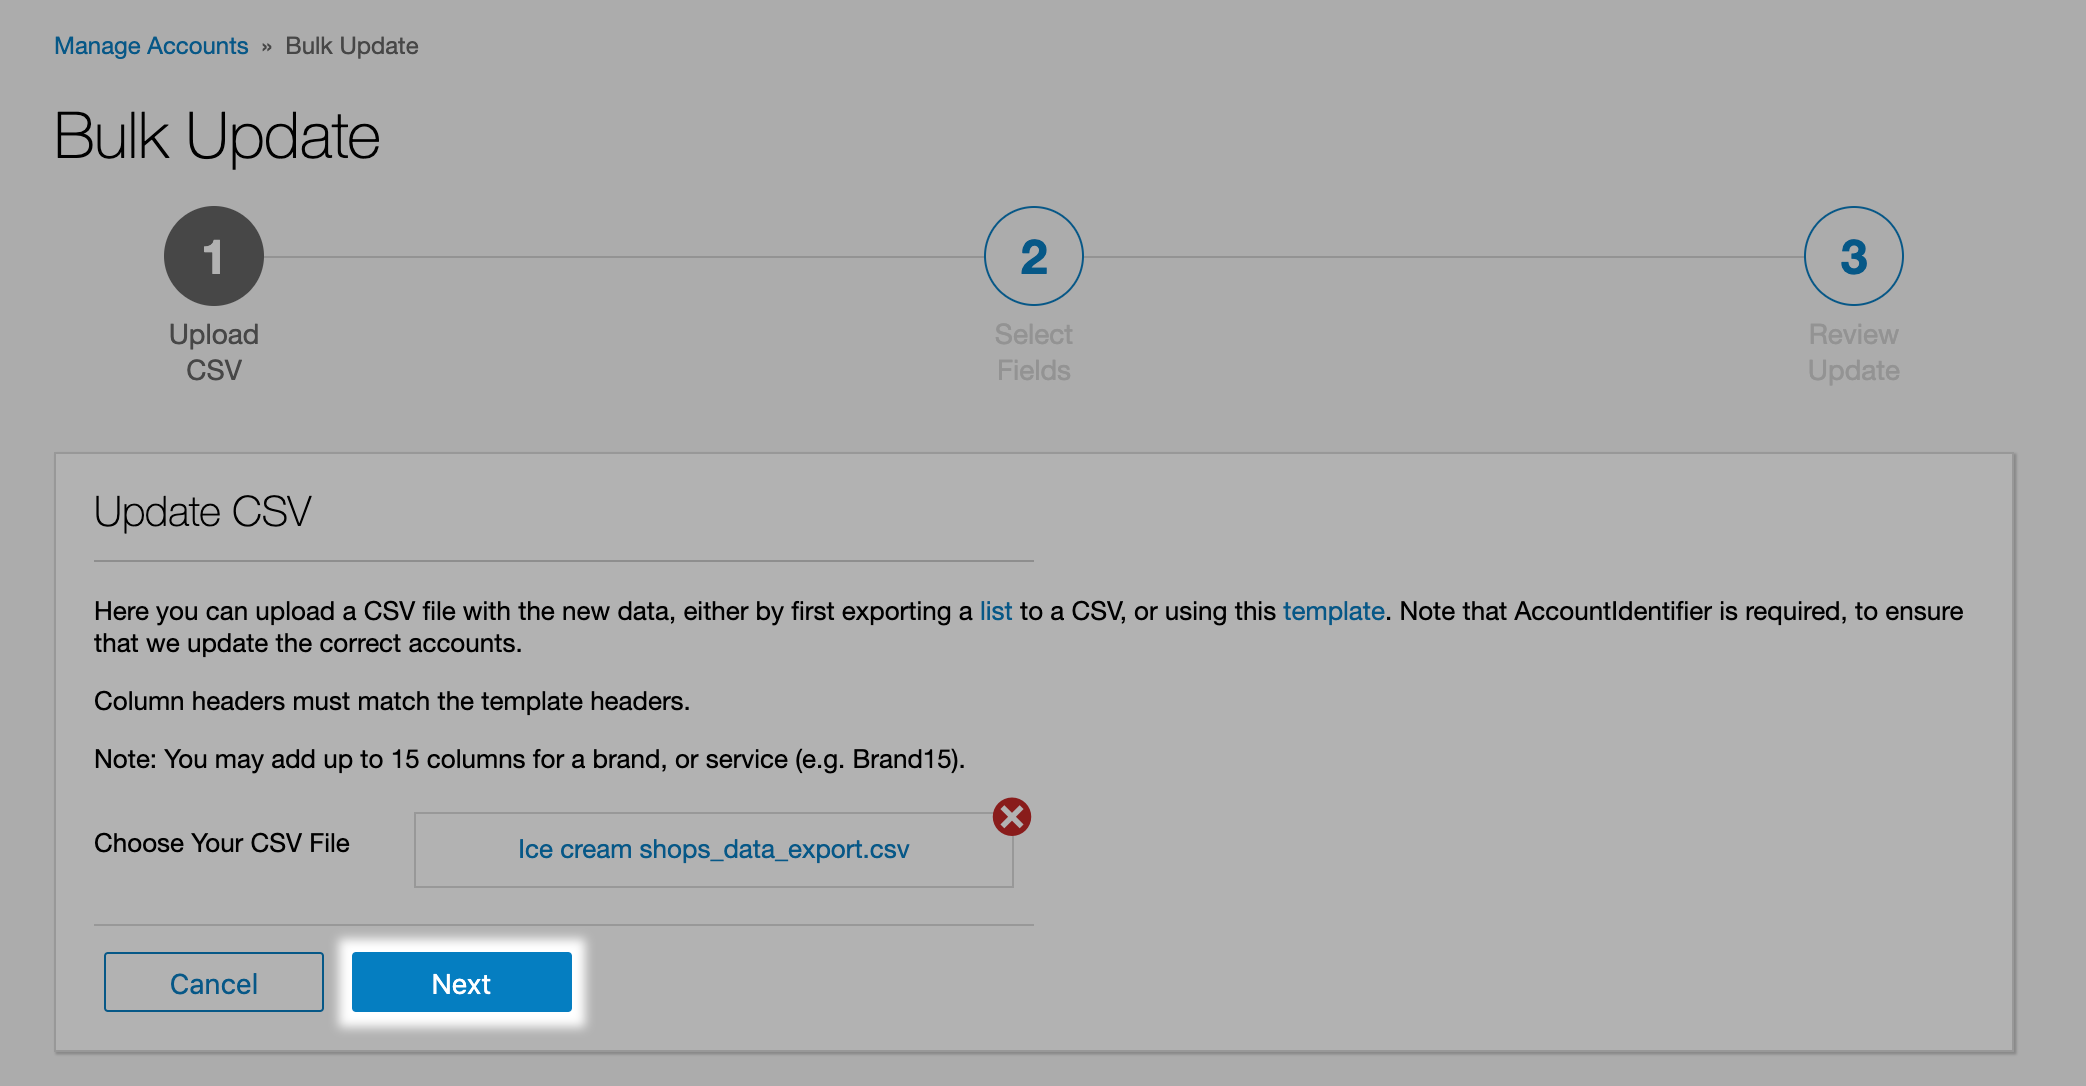 Manage Accounts » Bulk Update
Bulk Update
1
2
3
Upload
CSV
Select
Fields
Review
Update
Update CSV
Here you can upload a CSV file with the new data, either by first exporting a list to a CSV, or using this template. Note that AccountIdentifier is required, to ensure
that we update the correct accounts.
Column headers must match the template headers.
Note: You may add up to 15 columns for a brand, or service (e.g. Brand15).
Choose Your CSV File
Ice cream shops_data_export.csv
Cancel
Next